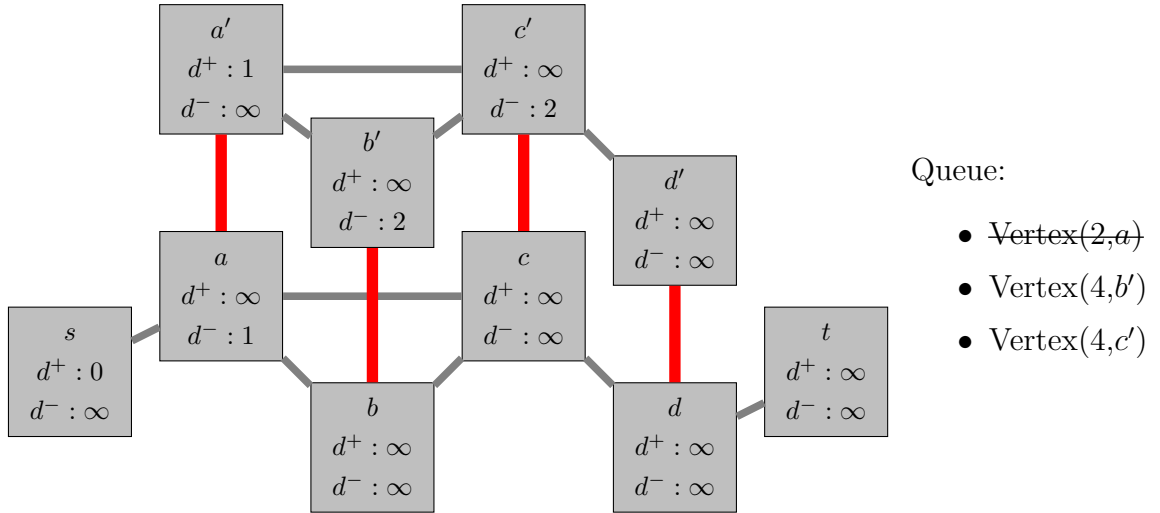 a′
d⁺ : 1
d⁻ : ∞
c′
d⁺ : ∞
d⁻ : 2
b′
d⁺ : ∞
d⁻ : 2
d′
d⁺ : ∞
d⁻ : ∞
a
d⁺ : ∞
d⁻ : 1
c
d⁺ : ∞
d⁻ : ∞
s
d⁺ : 0
d⁻ : ∞
b
d⁺ : ∞
d⁻ : ∞
d
d⁺ : ∞
d⁻ : ∞
t
d⁺ : ∞
d⁻ : ∞
Queue:
• Vertex(2,a)
• Vertex(4,b′)
• Vertex(4,c′)